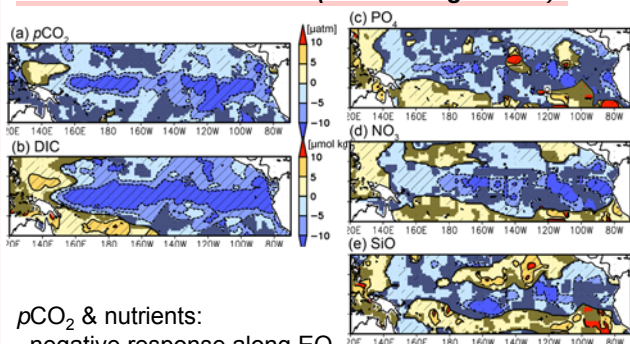 (a) pCO₂
[μatm]
10
5
0
−5
−10
20E 140E 160E 180 160W 140W 120W 100W 80W
(b) DIC
[μmol kg
10
5
0
−5
−10
20E 140E 160E 180 160W 140W 120W 100W 80W
(c) PO₄
140E 160E 180 160W 140W 120W 100W 80W
(d) NO₃
140E 160E 180 160W 140W 120W 100W 80W
(e) SiO
140E 160E 180 160W 140W 120W 100W 80W
pCO₂ & nutrients:
negative response along EQ